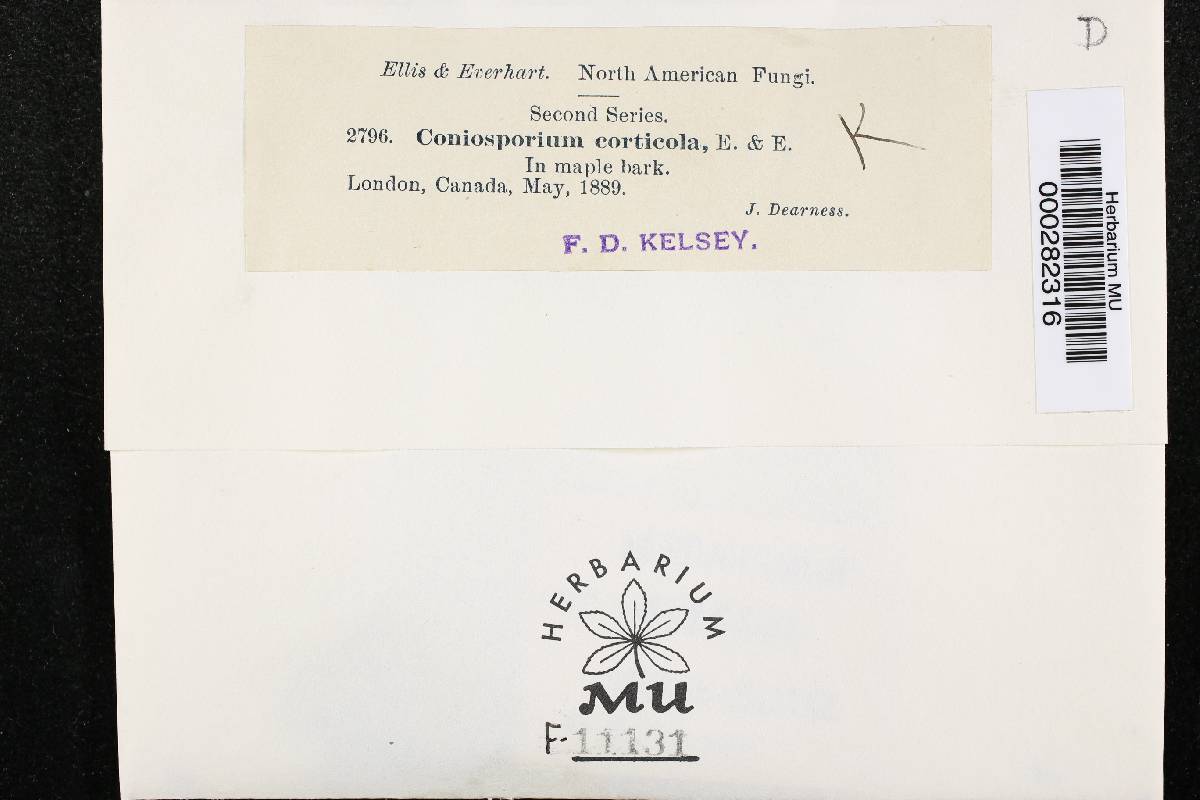 D
Ellis & Everhart. North American Fungi.
Second Series.
2796. Coniosporium corticola, E. & E.
In maple bark.
London, Canada, May, 1889.
J. Dearness.
F. D. KELSEY.
K
Herbarium MU
000282316
HERBARIUM
MU
F-11131